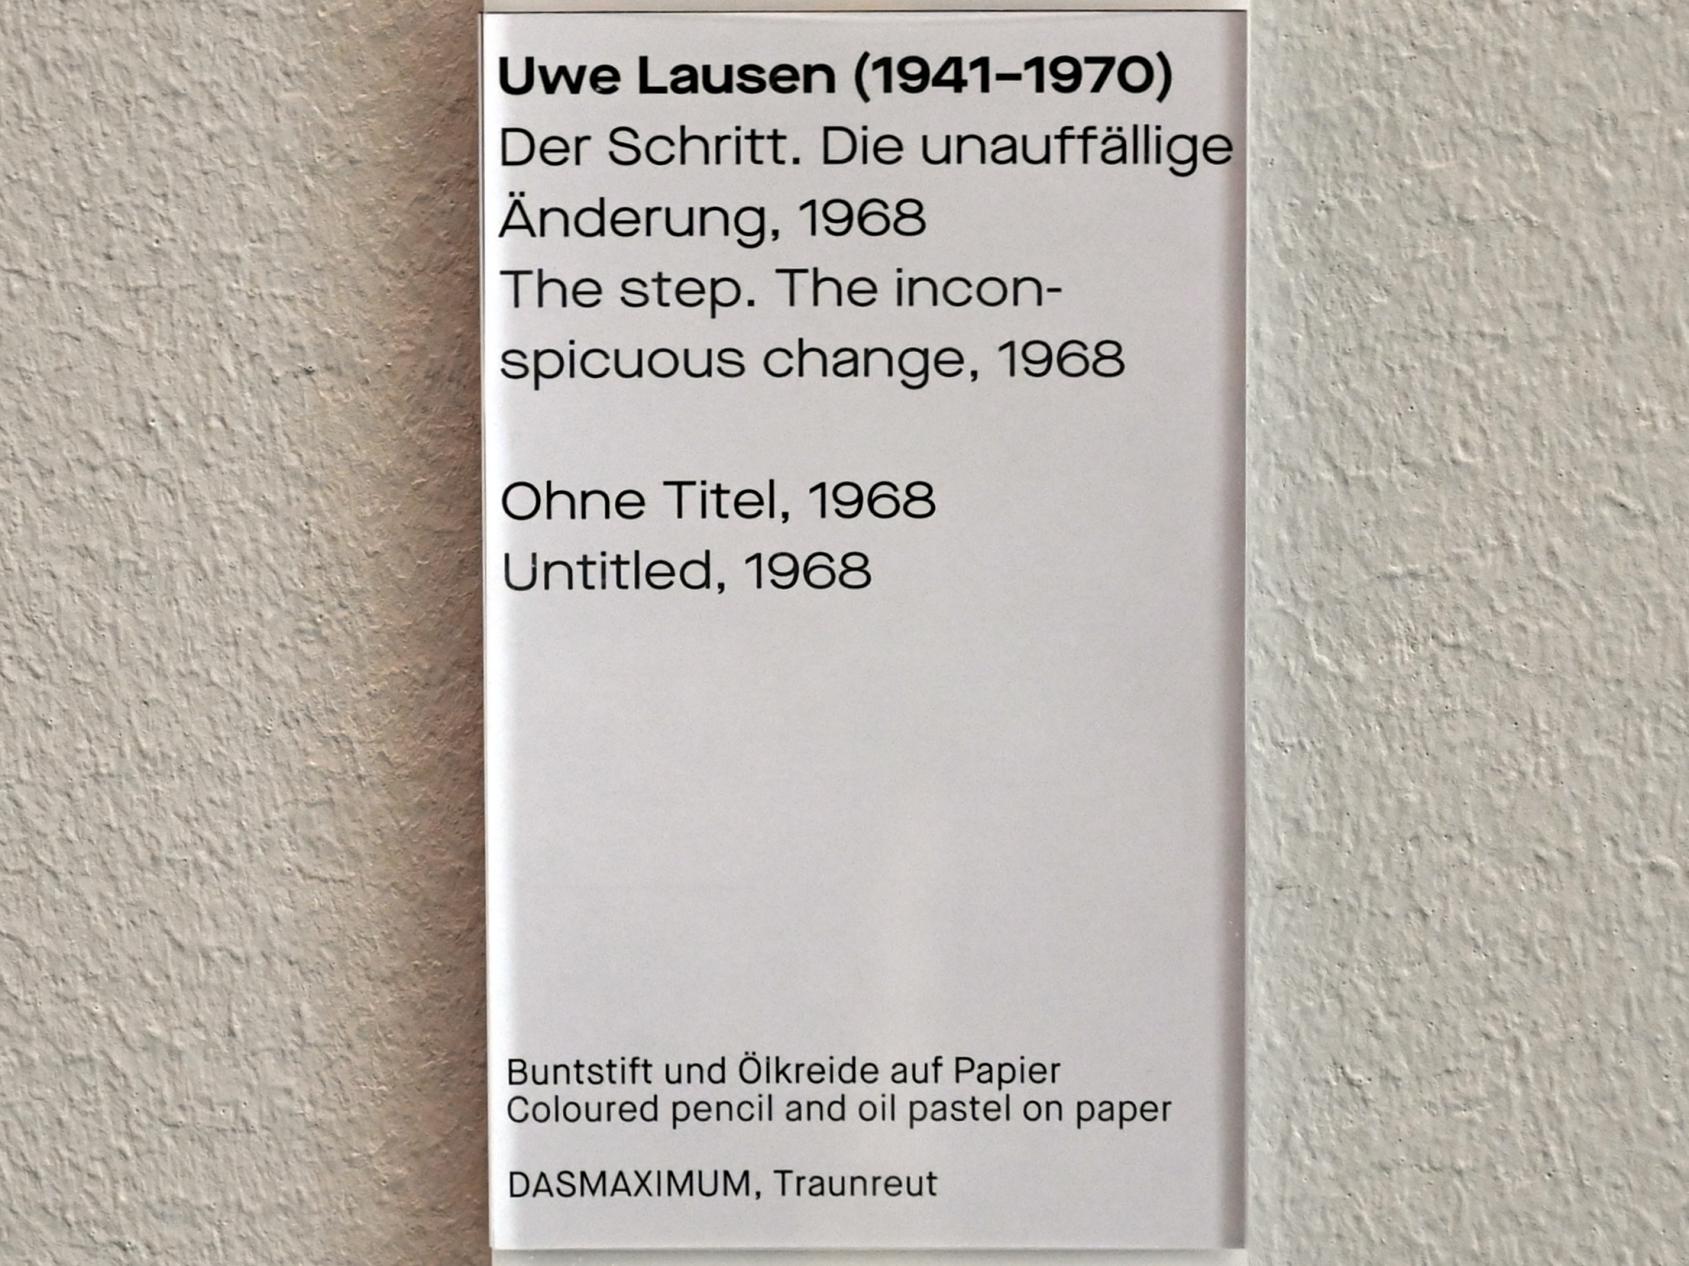 Uwe Lausen (1941–1970)
Der Schritt. Die unauffällige
Änderung, 1968
The step. The incon-
spicuous change, 1968
Ohne Titel, 1968
Untitled, 1968
Buntstift und Ölkreide auf Papier
Coloured pencil and oil pastel on paper
DASMAXIMUM, Traunreut